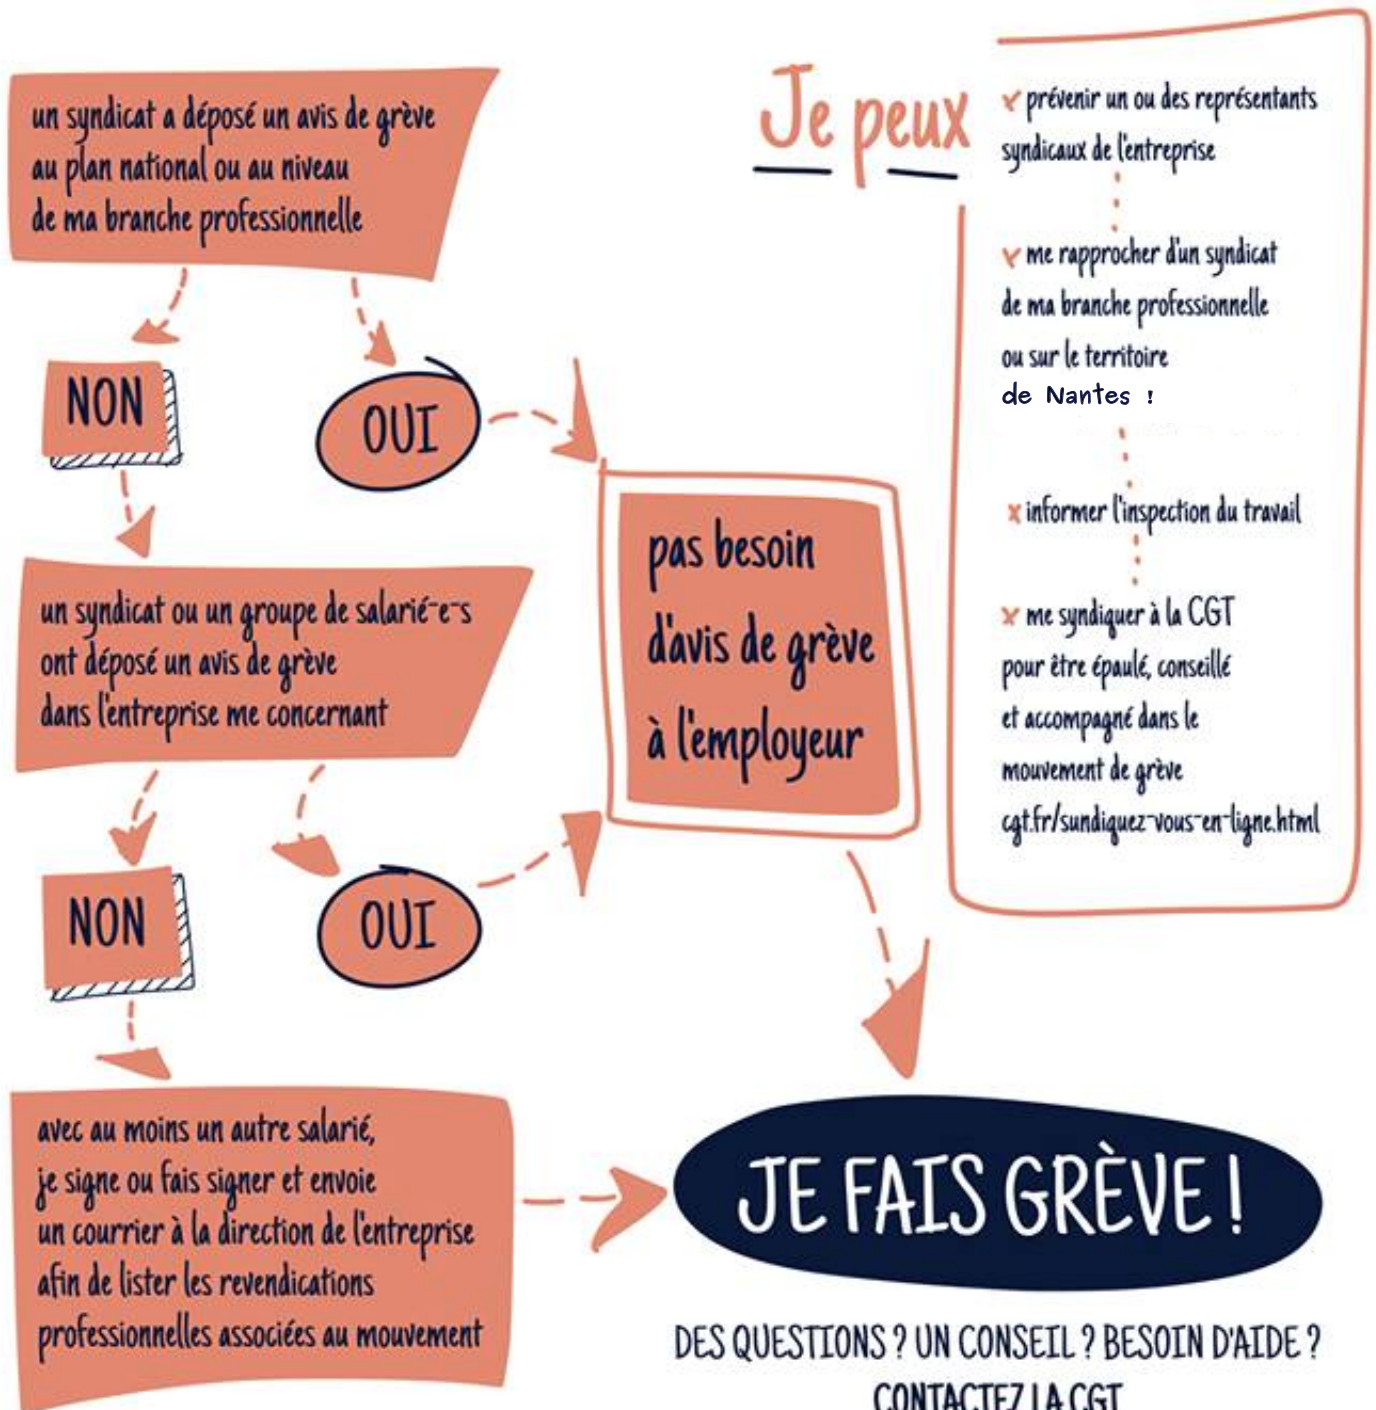 un syndicat a déposé un avis de grève
au plan national ou au niveau
de ma branche professionnelle
NON
OUI
un syndicat ou un groupe de salarié-e-s
ont déposé un avis de grève
dans l'entreprise me concernant
NON
OUI
pas besoin
d'avis de grève
à l'employeur
avec au moins un autre salarié,
je signe ou fais signer et envoie
un courrier à la direction de l'entreprise
afin de lister les revendications
professionnelles associées au mouvement
JE FAIS GRÈVE !
Je peux
x prévenir un ou des représentants
syndicaux de l'entreprise
x me rapprocher d'un syndicat
de ma branche professionnelle
ou sur le territoire
de Nantes !
x informer l'inspection du travail
x me syndiquer à la CGT
pour être épaulé, conseillé
et accompagné dans le
mouvement de grève
cgt.fr/sundiquez-vous-en-ligne.html
DES QUESTIONS ? UN CONSEIL ? BESOIN D'AIDE ?
CONTACTEZ LA CGT